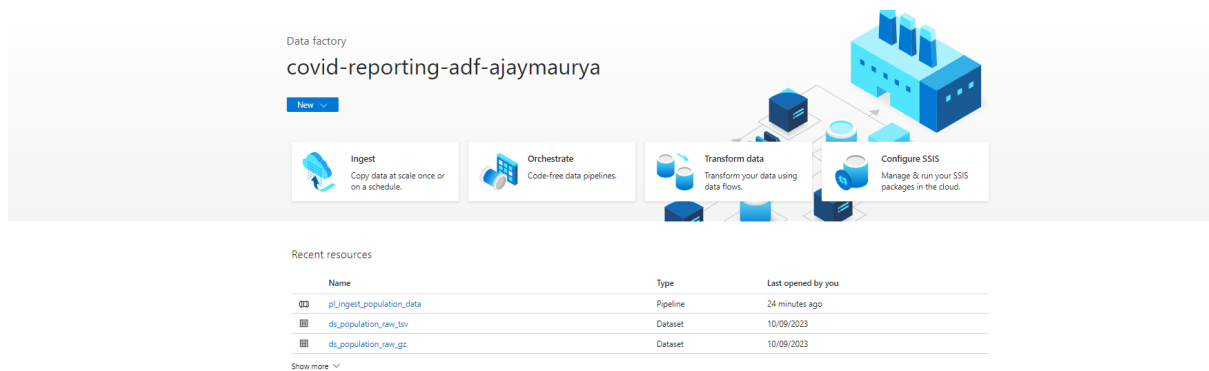 Data factory
covid-reporting-adf-ajaymaurya
New
Ingest
Copy data at scale once or
on a schedule.
Orchestrate
Code-free data pipelines.
Transform data
Transform your data using
data flows.
Configure SSIS
Manage & run your SSIS
packages in the cloud.
Recent resources
Name Type Last opened by you
pl_ingest_population_data Pipeline 24 minutes ago
ds_population_raw_tsv Dataset 10/09/2023
ds_population_raw_gz Dataset 10/09/2023
Show more